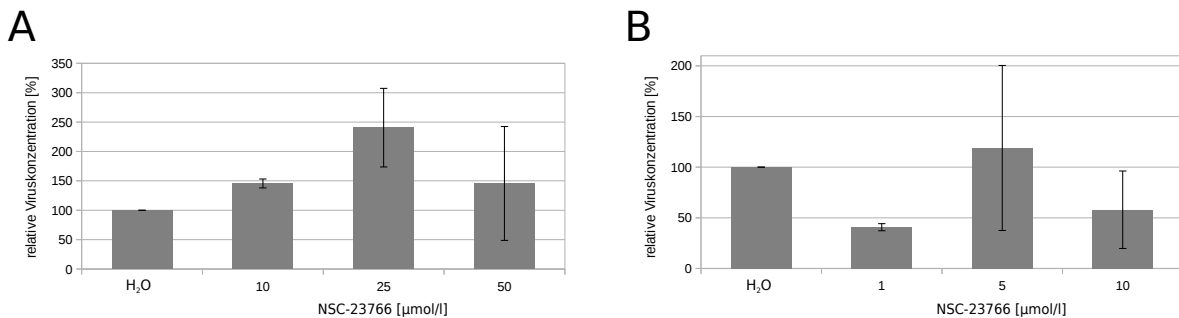 A
relative Viruskonzentration [%]
350
300
250
200
150
100
50
0
H₂O
10
25
50
NSC-23766 [µmol/l]
B
relative Viruskonzentration [%]
200
150
100
50
0
H₂O
1
5
10
NSC-23766 [µmol/l]